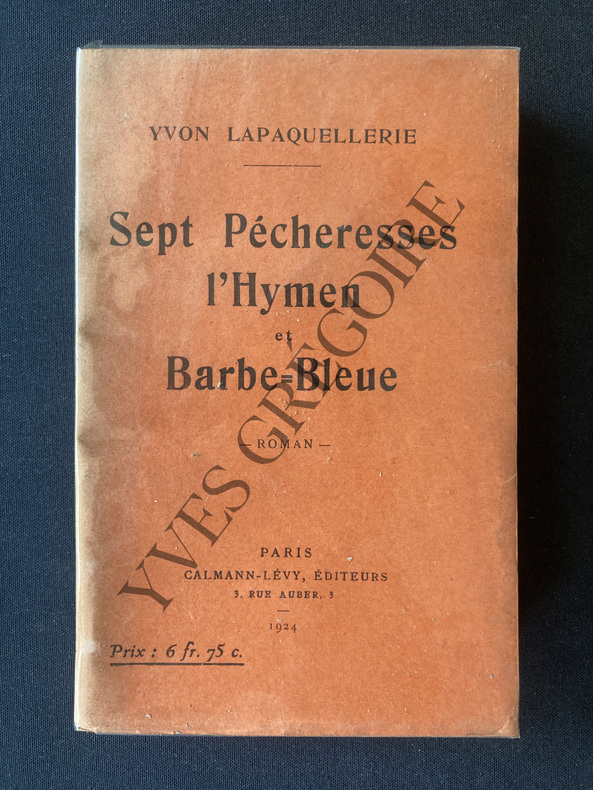 YVON LAPAQUELLERIE
Sept Pécheresses
l'Hymen
et
Barbe=Bleue
— ROMAN —
PARIS
CALMANN-LÉVY, ÉDITEURS
3, RUE AUBER, 3
1924
Prix : 6 fr. 75 c.
YVES GRÉGOIRE